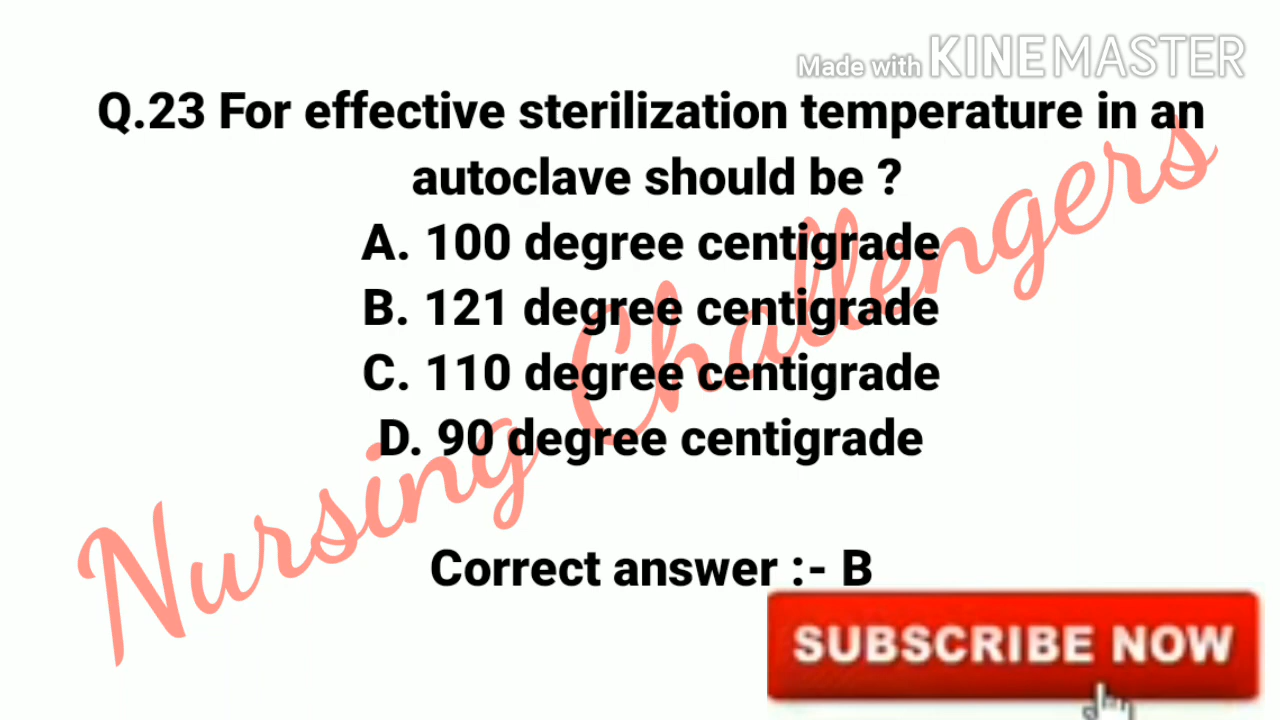 Made with KINEMASTER
Q.23 For effective sterilization temperature in an
autoclave should be ?
A. 100 degree centigrade
B. 121 degree centigrade
C. 110 degree centigrade
D. 90 degree centigrade
Nursing Challengers
Correct answer :- B
SUBSCRIBE NOW